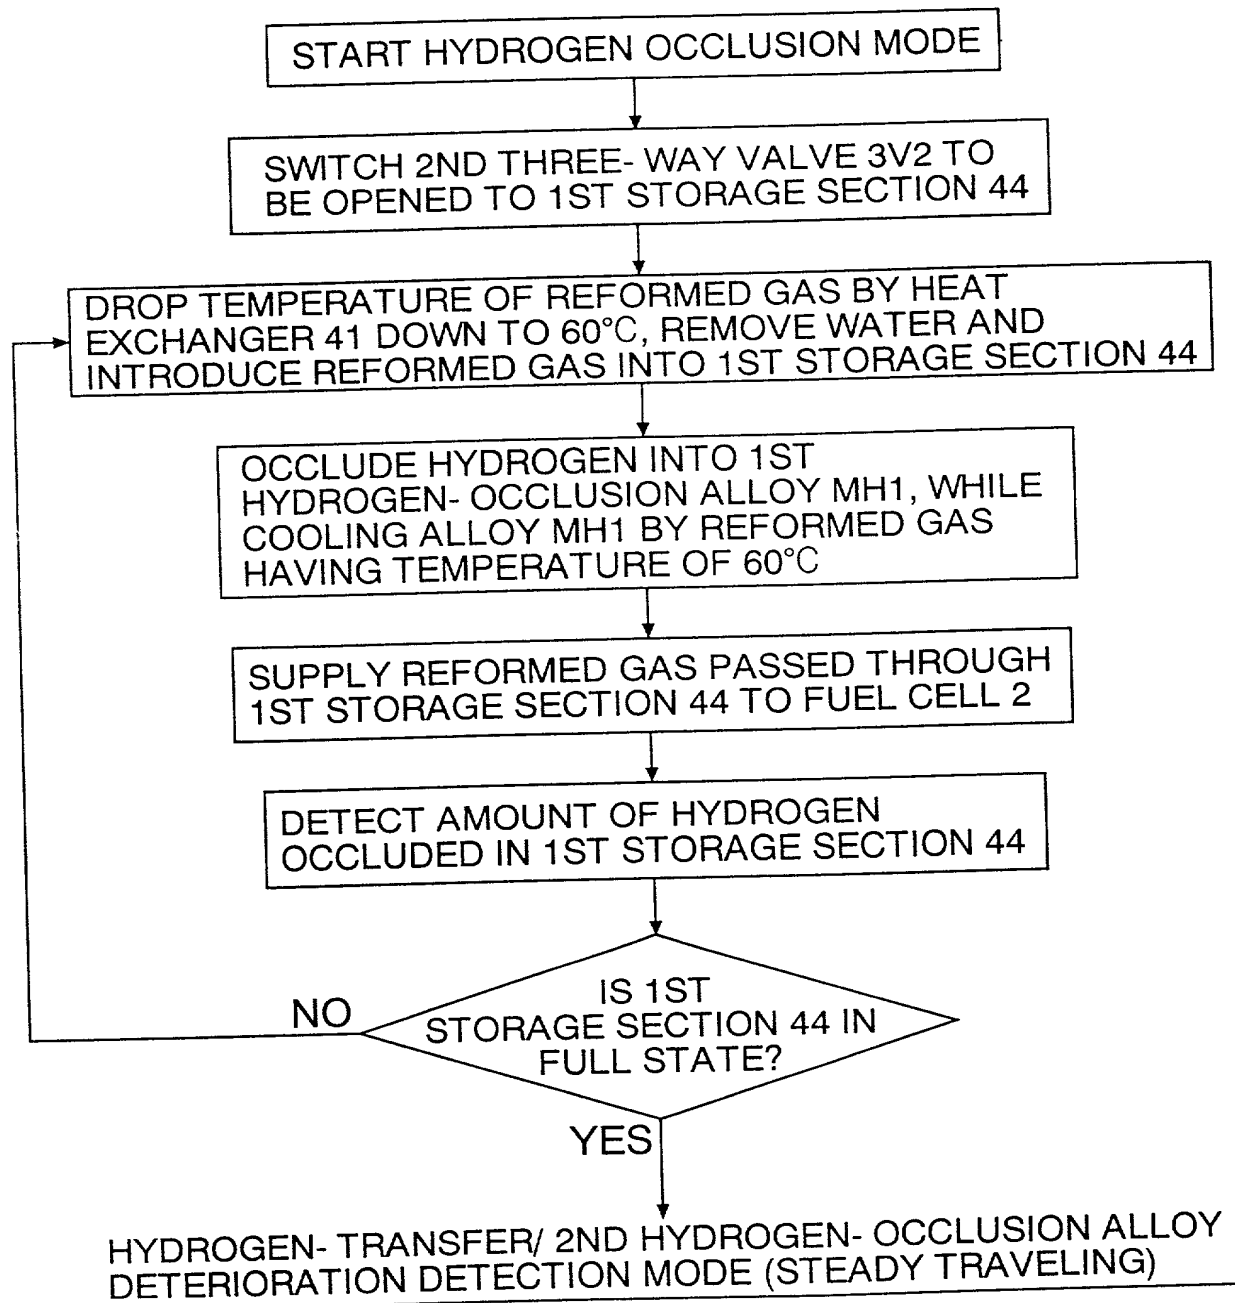 START HYDROGEN OCCLUSION MODE
SWITCH 2ND THREE- WAY VALVE 3V2 TO
BE OPENED TO 1ST STORAGE SECTION 44
DROP TEMPERATURE OF REFORMED GAS BY HEAT
EXCHANGER 41 DOWN TO 60°C, REMOVE WATER AND
INTRODUCE REFORMED GAS INTO 1ST STORAGE SECTION 44
OCCLUDE HYDROGEN INTO 1ST
HYDROGEN- OCCLUSION ALLOY MH1, WHILE
COOLING ALLOY MH1 BY REFORMED GAS
HAVING TEMPERATURE OF 60°C
SUPPLY REFORMED GAS PASSED THROUGH
1ST STORAGE SECTION 44 TO FUEL CELL 2
DETECT AMOUNT OF HYDROGEN
OCCLUDED IN 1ST STORAGE SECTION 44
IS 1ST
STORAGE SECTION 44 IN
FULL STATE?
NO
YES
HYDROGEN- TRANSFER/ 2ND HYDROGEN- OCCLUSION ALLOY
DETERIORATION DETECTION MODE (STEADY TRAVELING)